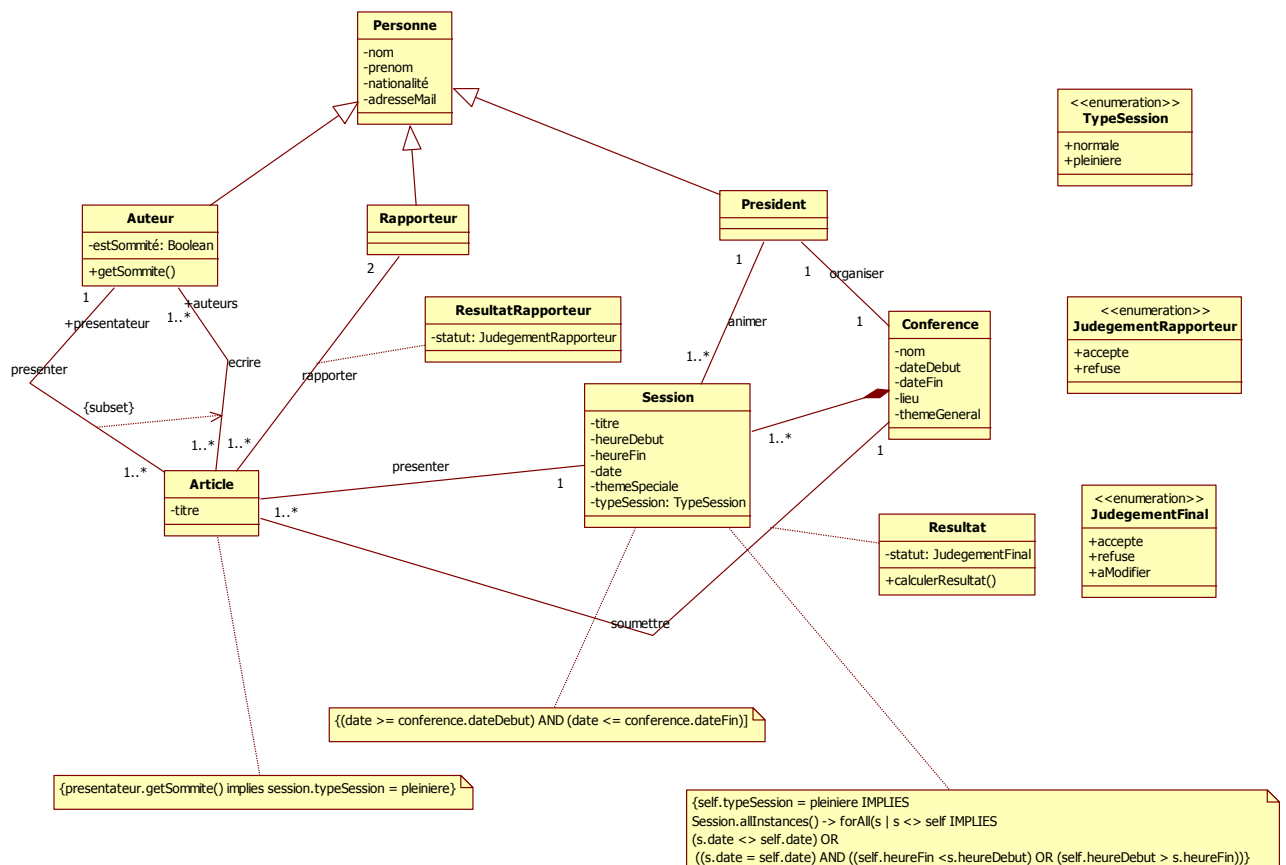 Personne
-nom
-prenom
-nationalité
-adresseMail
<<enumeration>>
TypeSession
+normale
+pleiniere
Auteur
-estSommité: Boolean
+getSommite()
Rapporteur
President
1
+presentateur
+auteurs
1..*
2
1
1
organiser
ResultatRapporteur
-statut: JudegementRapporteur
animer
1
<<enumeration>>
JudegementRapporteur
+accepte
+refuse
Conference
-nom
-dateDebut
-dateFin
-lieu
-themeGeneral
presenter
ecrire
rapporter
1..*
{subset}
Session
-titre
-heureDebut
-heureFin
-date
-themeSpeciale
-typeSession: TypeSession
1..*
1
1..*
1..*
1..*
presenter
1
1..*
Article
-titre
<<enumeration>>
JudegementFinal
+accepte
+refuse
+aModifier
Resultat
-statut: JudegementFinal
+calculerResultat()
soumettre
{(date >= conference.dateDebut) AND (date <= conference.dateFin)]
{presentateur.getSommite() implies session.typeSession = pleiniere}
{self.typeSession = pleiniere IMPLIES
Session.allInstances() -> forAll(s | s <> self IMPLIES
(s.date <> self.date) OR
((s.date = self.date) AND ((self.heureFin <s.heureDebut) OR (self.heureDebut > s.heureFin))}